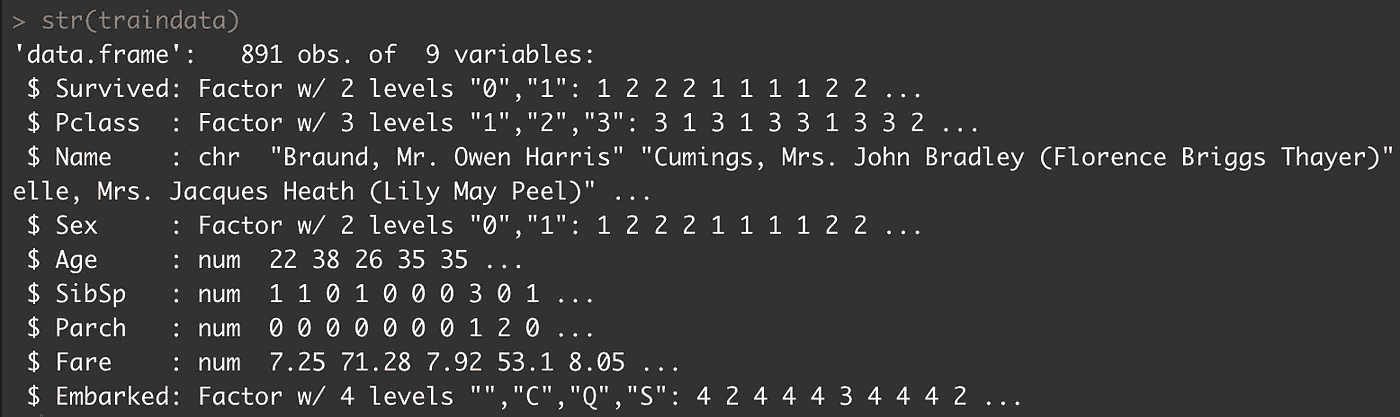 > str(traindata)
'data.frame':   891 obs. of  9 variables:
 $ Survived: Factor w/ 2 levels "0","1": 1 2 2 2 1 1 1 1 2 2 ...
 $ Pclass  : Factor w/ 3 levels "1","2","3": 3 1 3 1 3 3 1 3 3 2 ...
 $ Name    : chr  "Braund, Mr. Owen Harris" "Cumings, Mrs. John Bradley (Florence Briggs Thayer)"
elle, Mrs. Jacques Heath (Lily May Peel)" ...
 $ Sex     : Factor w/ 2 levels "0","1": 1 2 2 2 1 1 1 1 2 2 ...
 $ Age     : num  22 38 26 35 35 ...
 $ SibSp   : num  1 1 0 1 0 0 0 3 0 1 ...
 $ Parch   : num  0 0 0 0 0 0 0 1 2 0 ...
 $ Fare    : num  7.25 71.28 7.92 53.1 8.05 ...
 $ Embarked: Factor w/ 4 levels "","C","Q","S": 4 2 4 4 4 3 4 4 4 2 ...